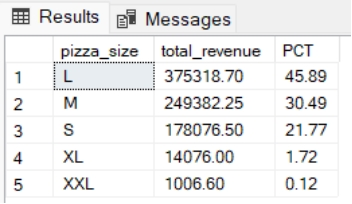 Results Messages
pizza_size total_revenue PCT
1 L 375318.70 45.89
2 M 249382.25 30.49
3 S 178076.50 21.77
4 XL 14076.00 1.72
5 XXL 1006.60 0.12